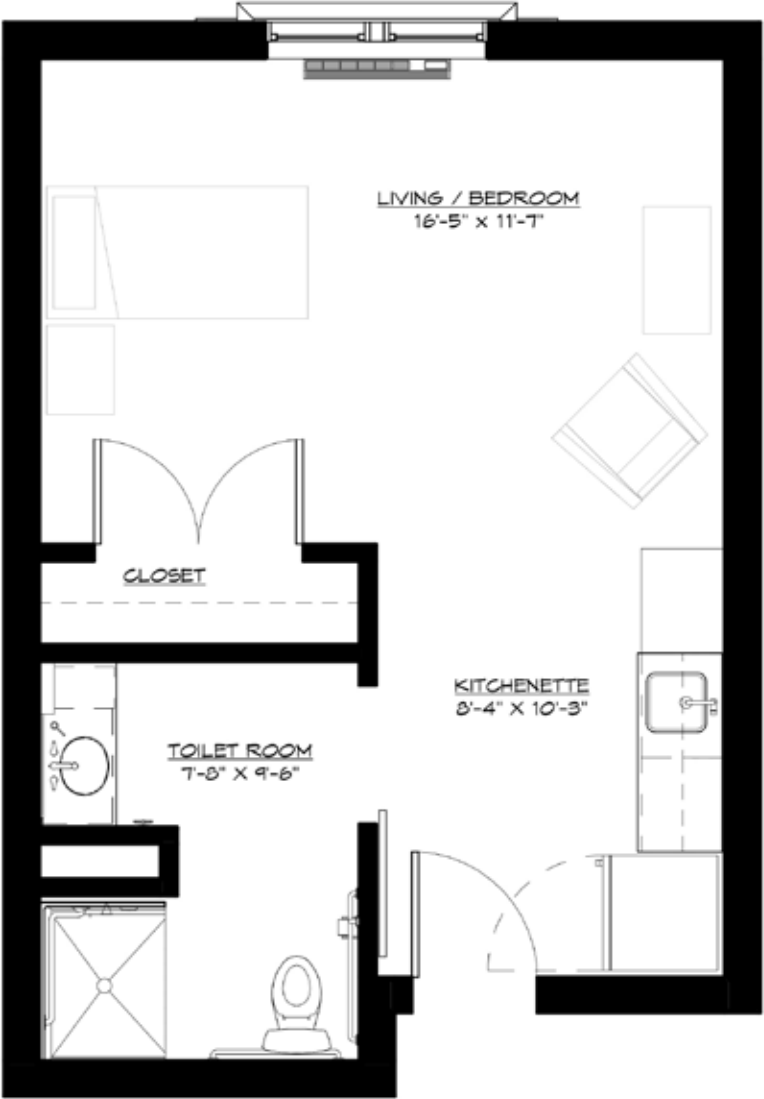 LIVING / BEDROOM
16'-5" x 11'-7"
CLOSET
KITCHENETTE
8'-4" X 10'-3"
TOILET ROOM
7'-8" X 9'-6"